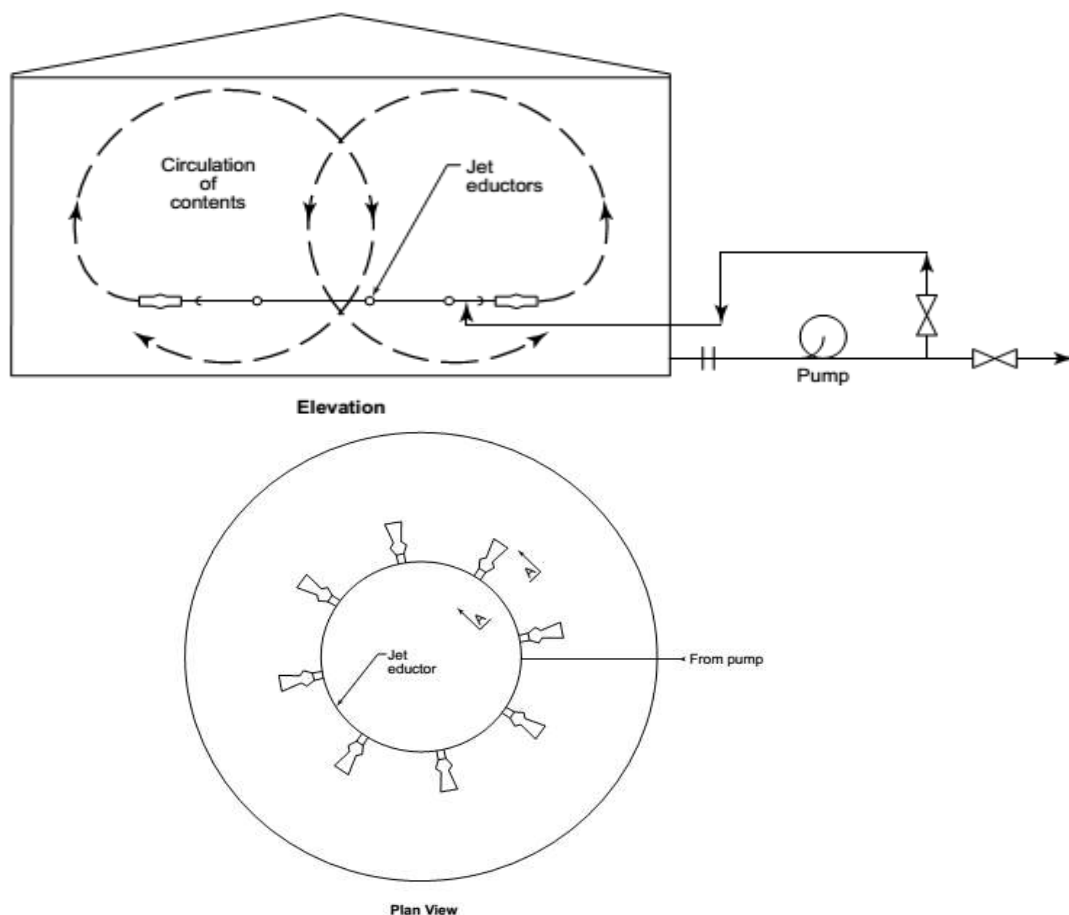 Circulation
of
contents
Jet
eductors
Pump
Elevation
A
A
Jet
eductor
From pump
Plan View